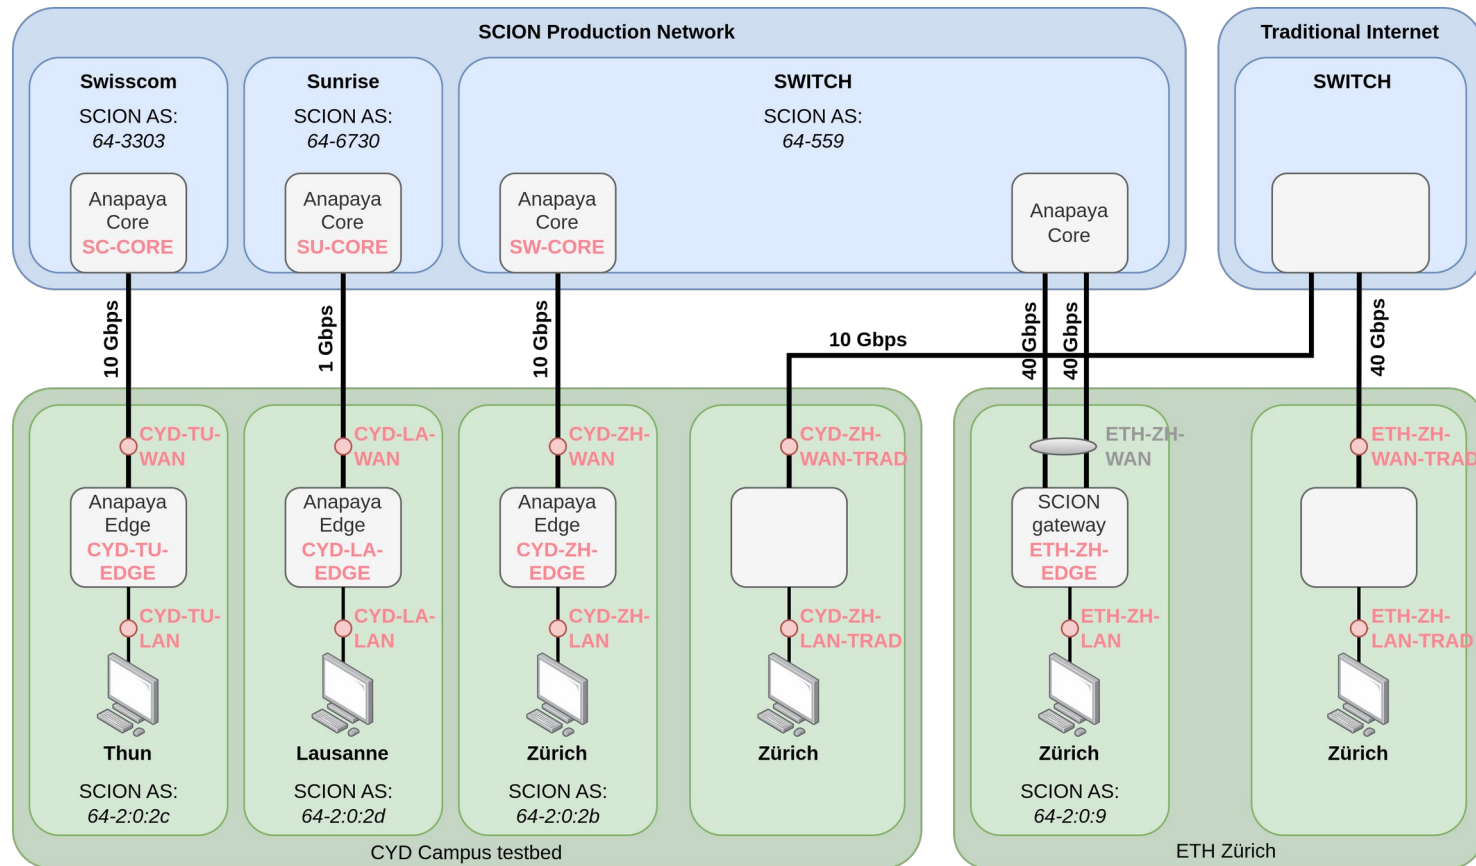 SCION Production Network
Traditional Internet
Swisscom
SCION AS:
64-3303
Sunrise
SCION AS:
64-6730
SWITCH
SCION AS:
64-559
SWITCH
Anapaya
Core
SC-CORE
Anapaya
Core
SU-CORE
Anapaya
Core
SW-CORE
Anapaya
Core
10 Gbps
1 Gbps
10 Gbps
10 Gbps
40 Gbps
40 Gbps
40 Gbps
CYD-TU-
WAN
CYD-LA-
WAN
CYD-ZH-
WAN
CYD-ZH-
WAN-TRAD
ETH-ZH-
WAN
ETH-ZH-
WAN-TRAD
Anapaya
Edge
CYD-TU-
EDGE
Anapaya
Edge
CYD-LA-
EDGE
Anapaya
Edge
CYD-ZH-
EDGE
SCION
gateway
ETH-ZH-
EDGE
CYD-TU-
LAN
CYD-LA-
LAN
CYD-ZH-
LAN
CYD-ZH-
LAN-TRAD
ETH-ZH-
LAN
ETH-ZH-
LAN-TRAD
Thun
SCION AS:
64-2:0:2c
Lausanne
SCION AS:
64-2:0:2d
Zürich
SCION AS:
64-2:0:2b
Zürich
Zürich
SCION AS:
64-2:0:9
Zürich
CYD Campus testbed
ETH Zürich